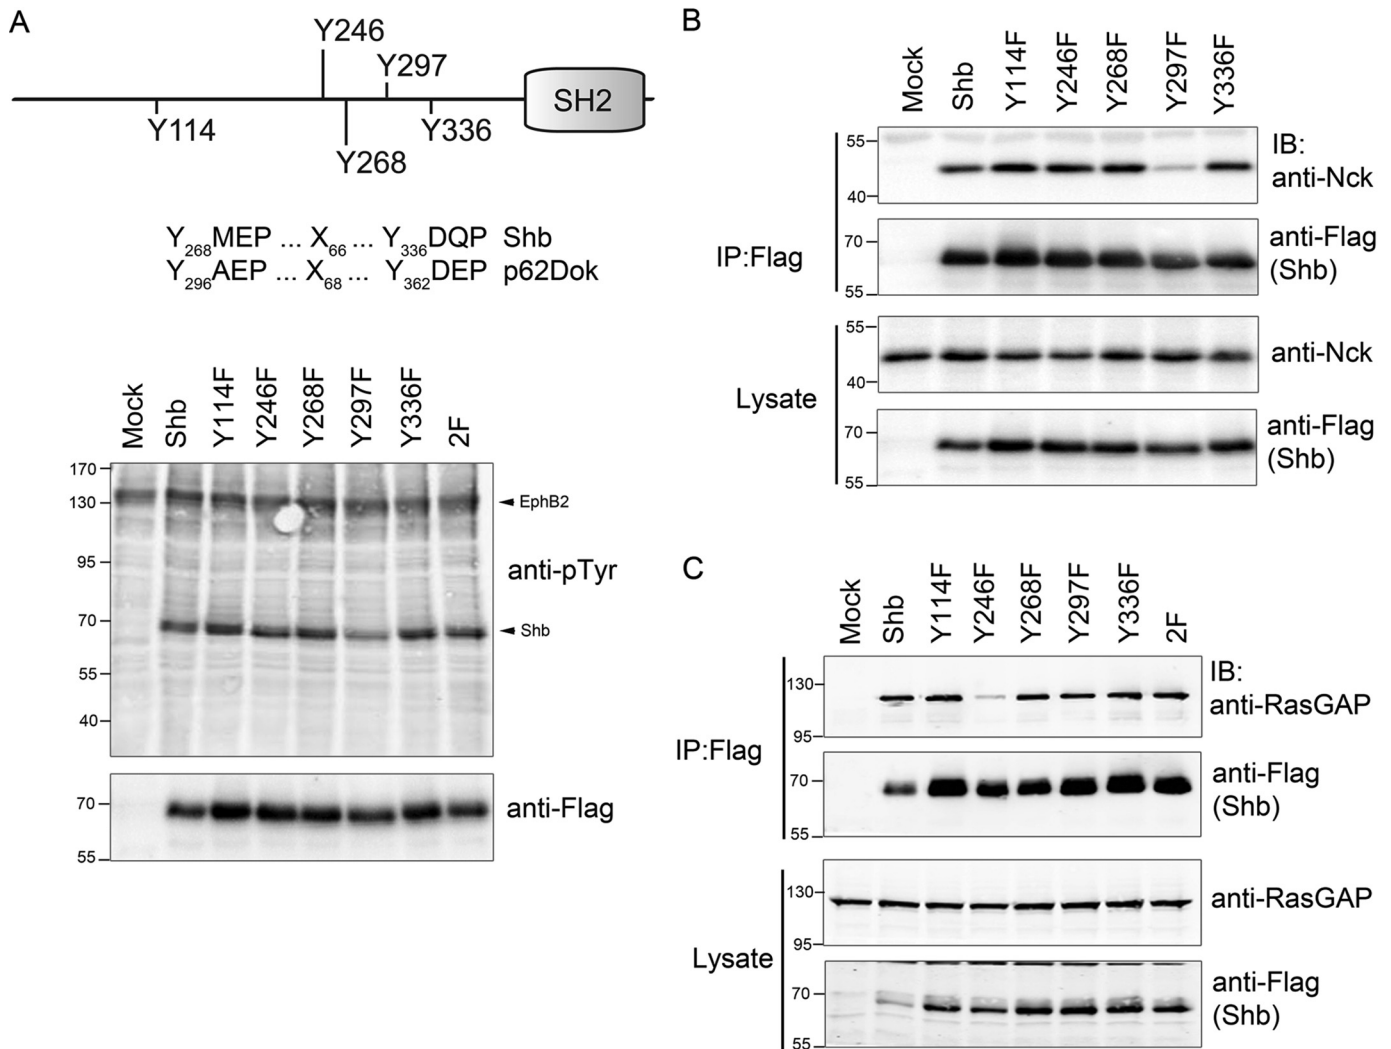 A
Y246
Y297
SH2
Y114
Y336
Y268
Y268MEP ... X66 ... Y336DQP Shb
Y296AEP ... X68 ... Y362DEP p62Dok
Mock Shb Y114F Y246F Y268F Y297F Y336F 2F
170
130
EphB2
95
anti-pTyr
70
Shb
55
40
70
anti-Flag
55
B
Mock Shb Y114F Y246F Y268F Y297F Y336F
IP:Flag
55
40
IB:
anti-Nck
70
55
anti-Flag
(Shb)
Lysate
55
40
anti-Nck
70
55
anti-Flag
(Shb)
C
Mock Shb Y114F Y246F Y268F Y297F Y336F 2F
IP:Flag
130
95
IB:
anti-RasGAP
70
55
anti-Flag
(Shb)
Lysate
130
95
anti-RasGAP
70
55
anti-Flag
(Shb)